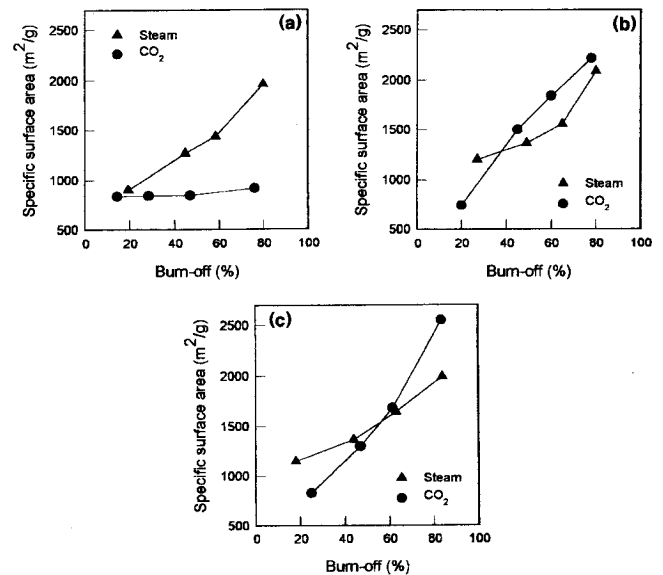 (a)
Steam
CO2
Specific surface area (m2/g)
2500
2000
1500
1000
500
0 20 40 60 80 100
Burn-off (%)
(b)
Specific surface area (m2/g)
2500
2000
1500
1000
500
Steam
CO2
0 20 40 60 80 100
Burn-off (%)
(c)
Specific surface area (m2/g)
2500
2000
1500
1000
500
Steam
CO2
0 20 40 60 80 100
Burn-off (%)